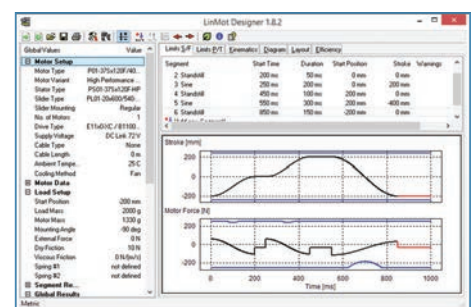 LinMot Designer 1.8.2
Global Values Value
Motor Setup
Motor Type P01-37Sx120F/40...
Motor Variant High Performance...
Stator Type PS01-37Sx120F-HP
Slider Type PL01-20x600/540-...
Slider Mounting Regular
No. of Motors 1
Drive Type E11x0-XC / B1100...
Supply Voltage DC Link 72V
Cable Type None
Cable Length 0 m
Ambient Tempe... 25 C
Cooling Method Fan
Motor Data
Load Setup
Start Position -200 mm
Load Mass 2000 g
Motor Mass 1330 g
Mounting Angle -90 deg
External Force 0 N
Dry Friction 10 N
Viscous Friction 0 N/(m/s)
Spring #1 not defined
Spring #2 not defined
Segment Ru...
Global Results
Metric
Limits S/F Limits P/T Kinematics Diagram Layout Efficiency
Segment Start Time Duration Start Position Stroke Warnings
2 Standstill 200 ms 50 ms 0 mm 0 mm
3 Sine 250 ms 200 ms 0 mm 200 mm
4 Standstill 450 ms 100 ms 200 mm 0 mm
5 Sine 550 ms 300 ms 200 mm -400 mm
6 Standstill 850 ms 150 ms -200 mm 0 mm
Stroke [mm]
200
0
-200
Motor Force [N]
200
0
-200
0 200 400 600 800 1000
Time [ms]